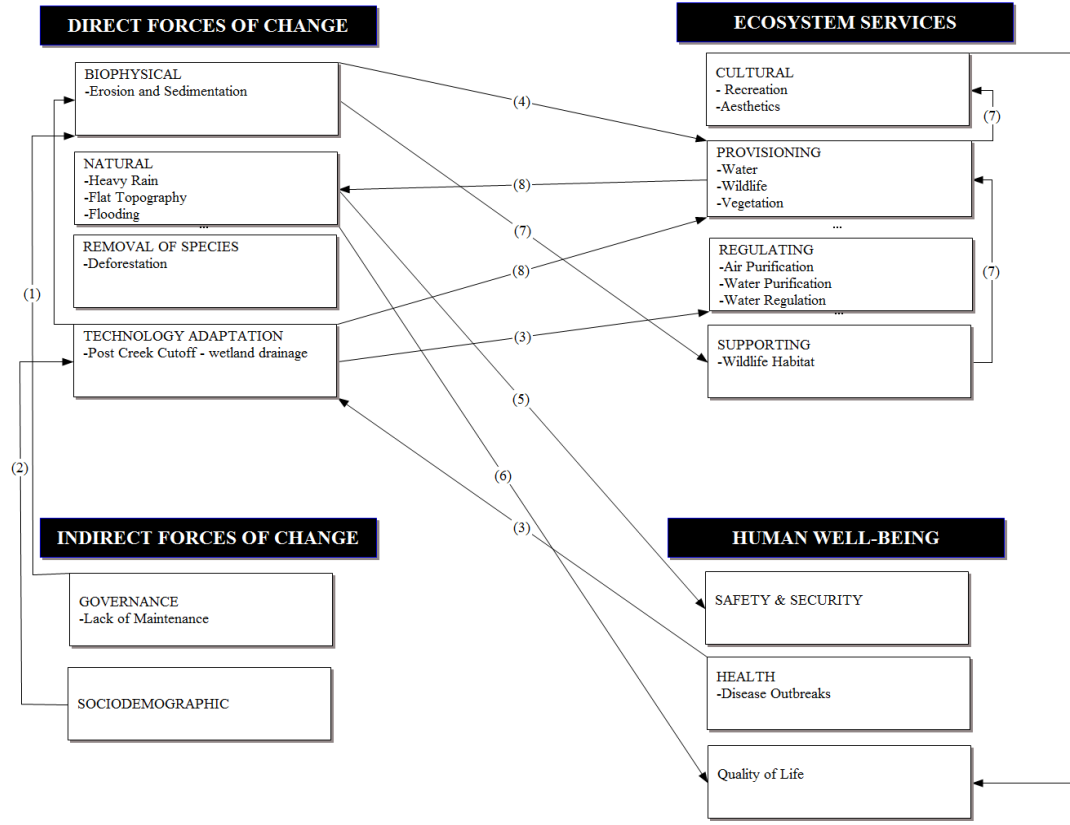 DIRECT FORCES OF CHANGE
BIOPHYSICAL
-Erosion and Sedimentation
NATURAL
-Heavy Rain
-Flat Topography
-Flooding
...
REMOVAL OF SPECIES
-Deforestation
TECHNOLOGY ADAPTATION
-Post Creek Cutoff - wetland drainage
INDIRECT FORCES OF CHANGE
GOVERNANCE
-Lack of Maintenance
SOCIODEMOGRAPHIC
(1)
(2)
(4)
(8)
(7)
(8)
(3)
(5)
(6)
(3)
ECOSYSTEM SERVICES
CULTURAL
- Recreation
-Aesthetics
(7)
PROVISIONING
-Water
-Wildlife
-Vegetation
...
REGULATING
-Air Purification
-Water Purification
-Water Regulation
...
(7)
SUPPORTING
-Wildlife Habitat
HUMAN WELL-BEING
SAFETY & SECURITY
HEALTH
-Disease Outbreaks
Quality of Life